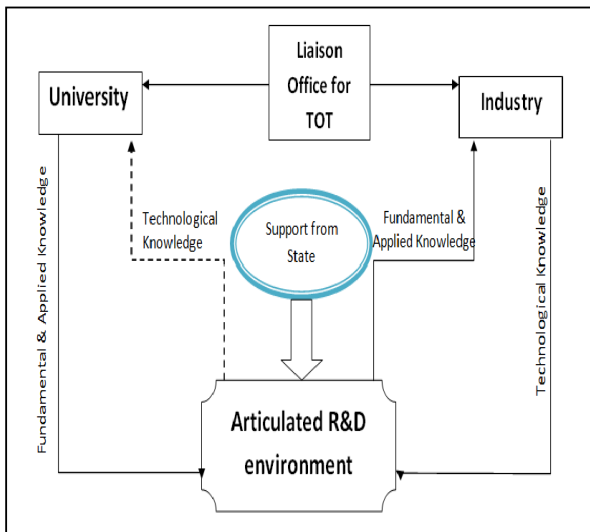 Liaison
Office for
TOT
University
Industry
Technological
Knowledge
Support from
State
Fundamental &
Applied Knowledge
Fundamental & Applied Knowledge
Technological Knowledge
Articulated R&D
environment